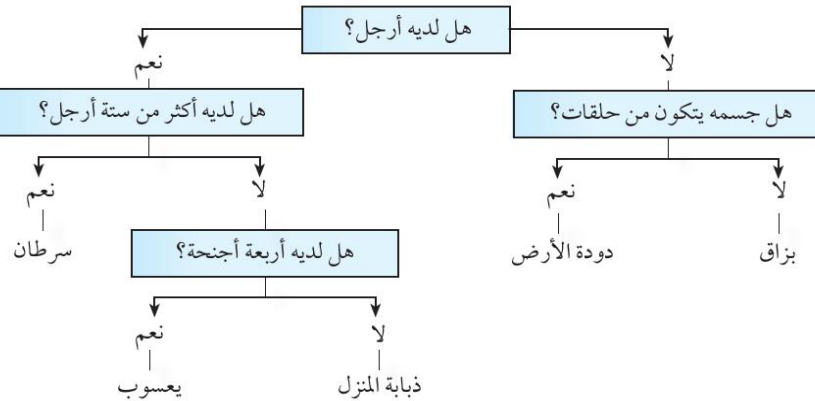 هل لديه أرجل؟
لا
نعم
هل جسمه يتكون من حلقات؟
هل لديه أكثر من ستة أرجل؟
لا
نعم
لا
نعم
بزاق
دودة الأرض
سرطان
هل لديه أربعة أجنحة؟
لا
نعم
ذبابة المنزل
يعسوب